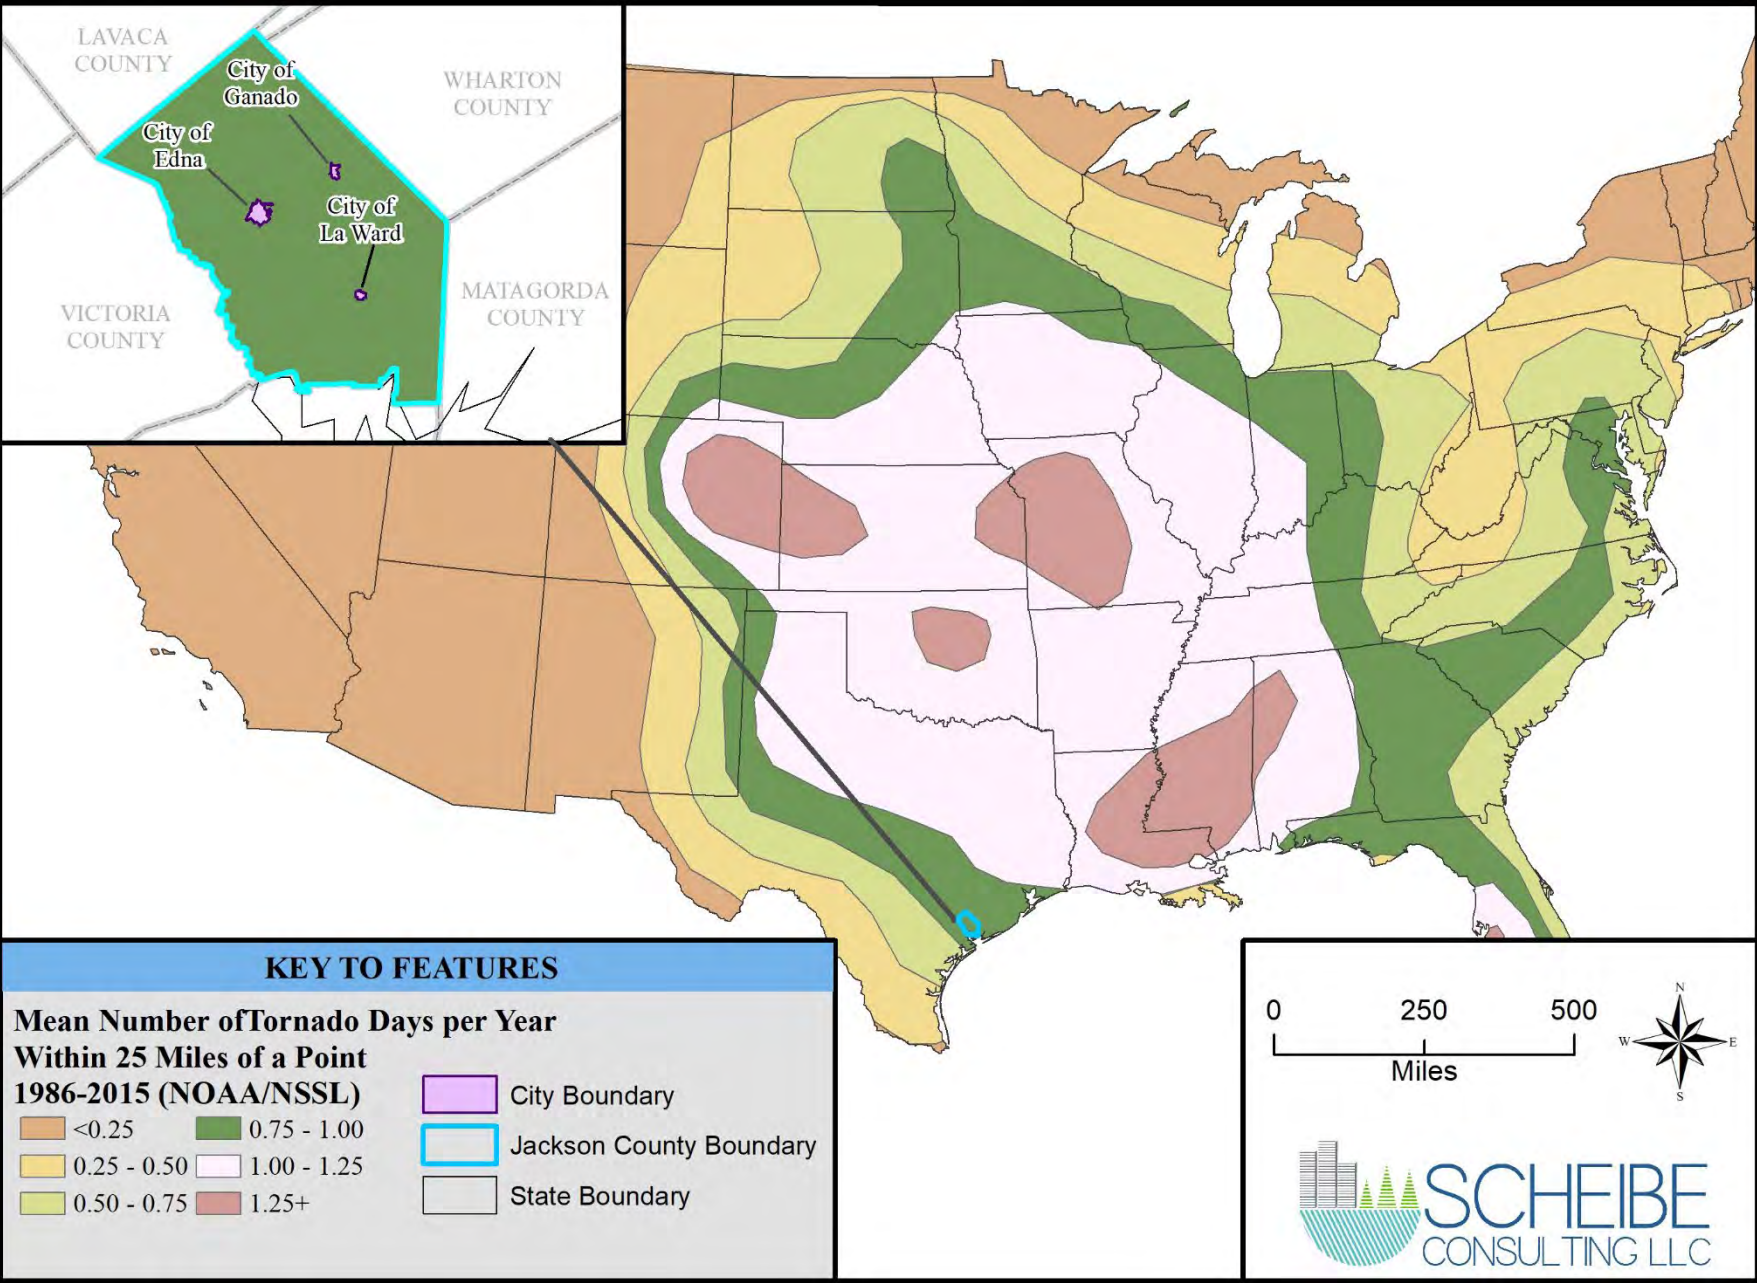 LAVACA
COUNTY
City of
Ganado
WHARTON
COUNTY
City of
Edna
City of
La Ward
VICTORIA
COUNTY
MATAGORDA
COUNTY
KEY TO FEATURES
Mean Number ofTornado Days per Year
Within 25 Miles of a Point
1986-2015 (NOAA/NSSL)
<0.25
0.75 - 1.00
0.25 - 0.50
1.00 - 1.25
0.50 - 0.75
1.25+
City Boundary
Jackson County Boundary
State Boundary
0 250 500
Miles
N
W E
S
SCHEIBE
CONSULTING LLC